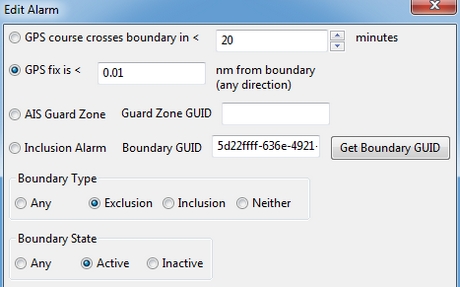 Edit Alarm
GPS course crosses boundary in < 20 minutes
GPS fix is < 0.01 nm from boundary
(any direction)
AIS Guard Zone Guard Zone GUID
Inclusion Alarm Boundary GUID 5d22ffff-636e-4921- Get Boundary GUID
Boundary Type
Any Exclusion Inclusion Neither
Boundary State
Any Active Inactive